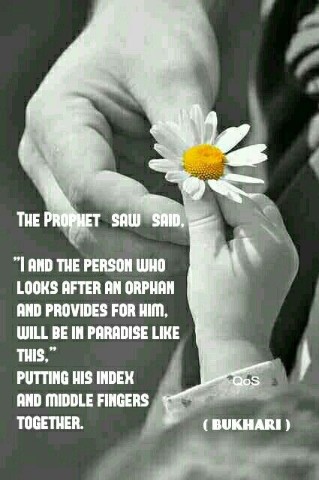 The Prophet saw said,
"I and the person who
looks after an orphan
and provides for him,
will be in paradise like
this,"
putting his index
and middle fingers
together.
( BUKHARI )
QoS